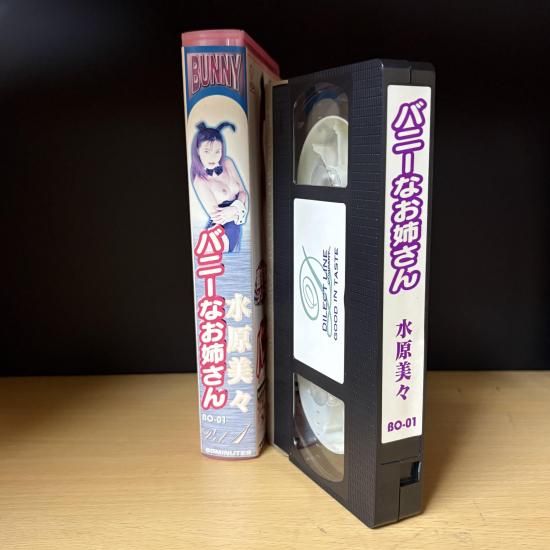 BUNNY
バニーなお姉さん
水原美々
BO-01
Vol.1
60MINUTES
DILECT LINE
COMPANY
GOOD IN TASTE
バニーなお姉さん
水原美々
BO-01